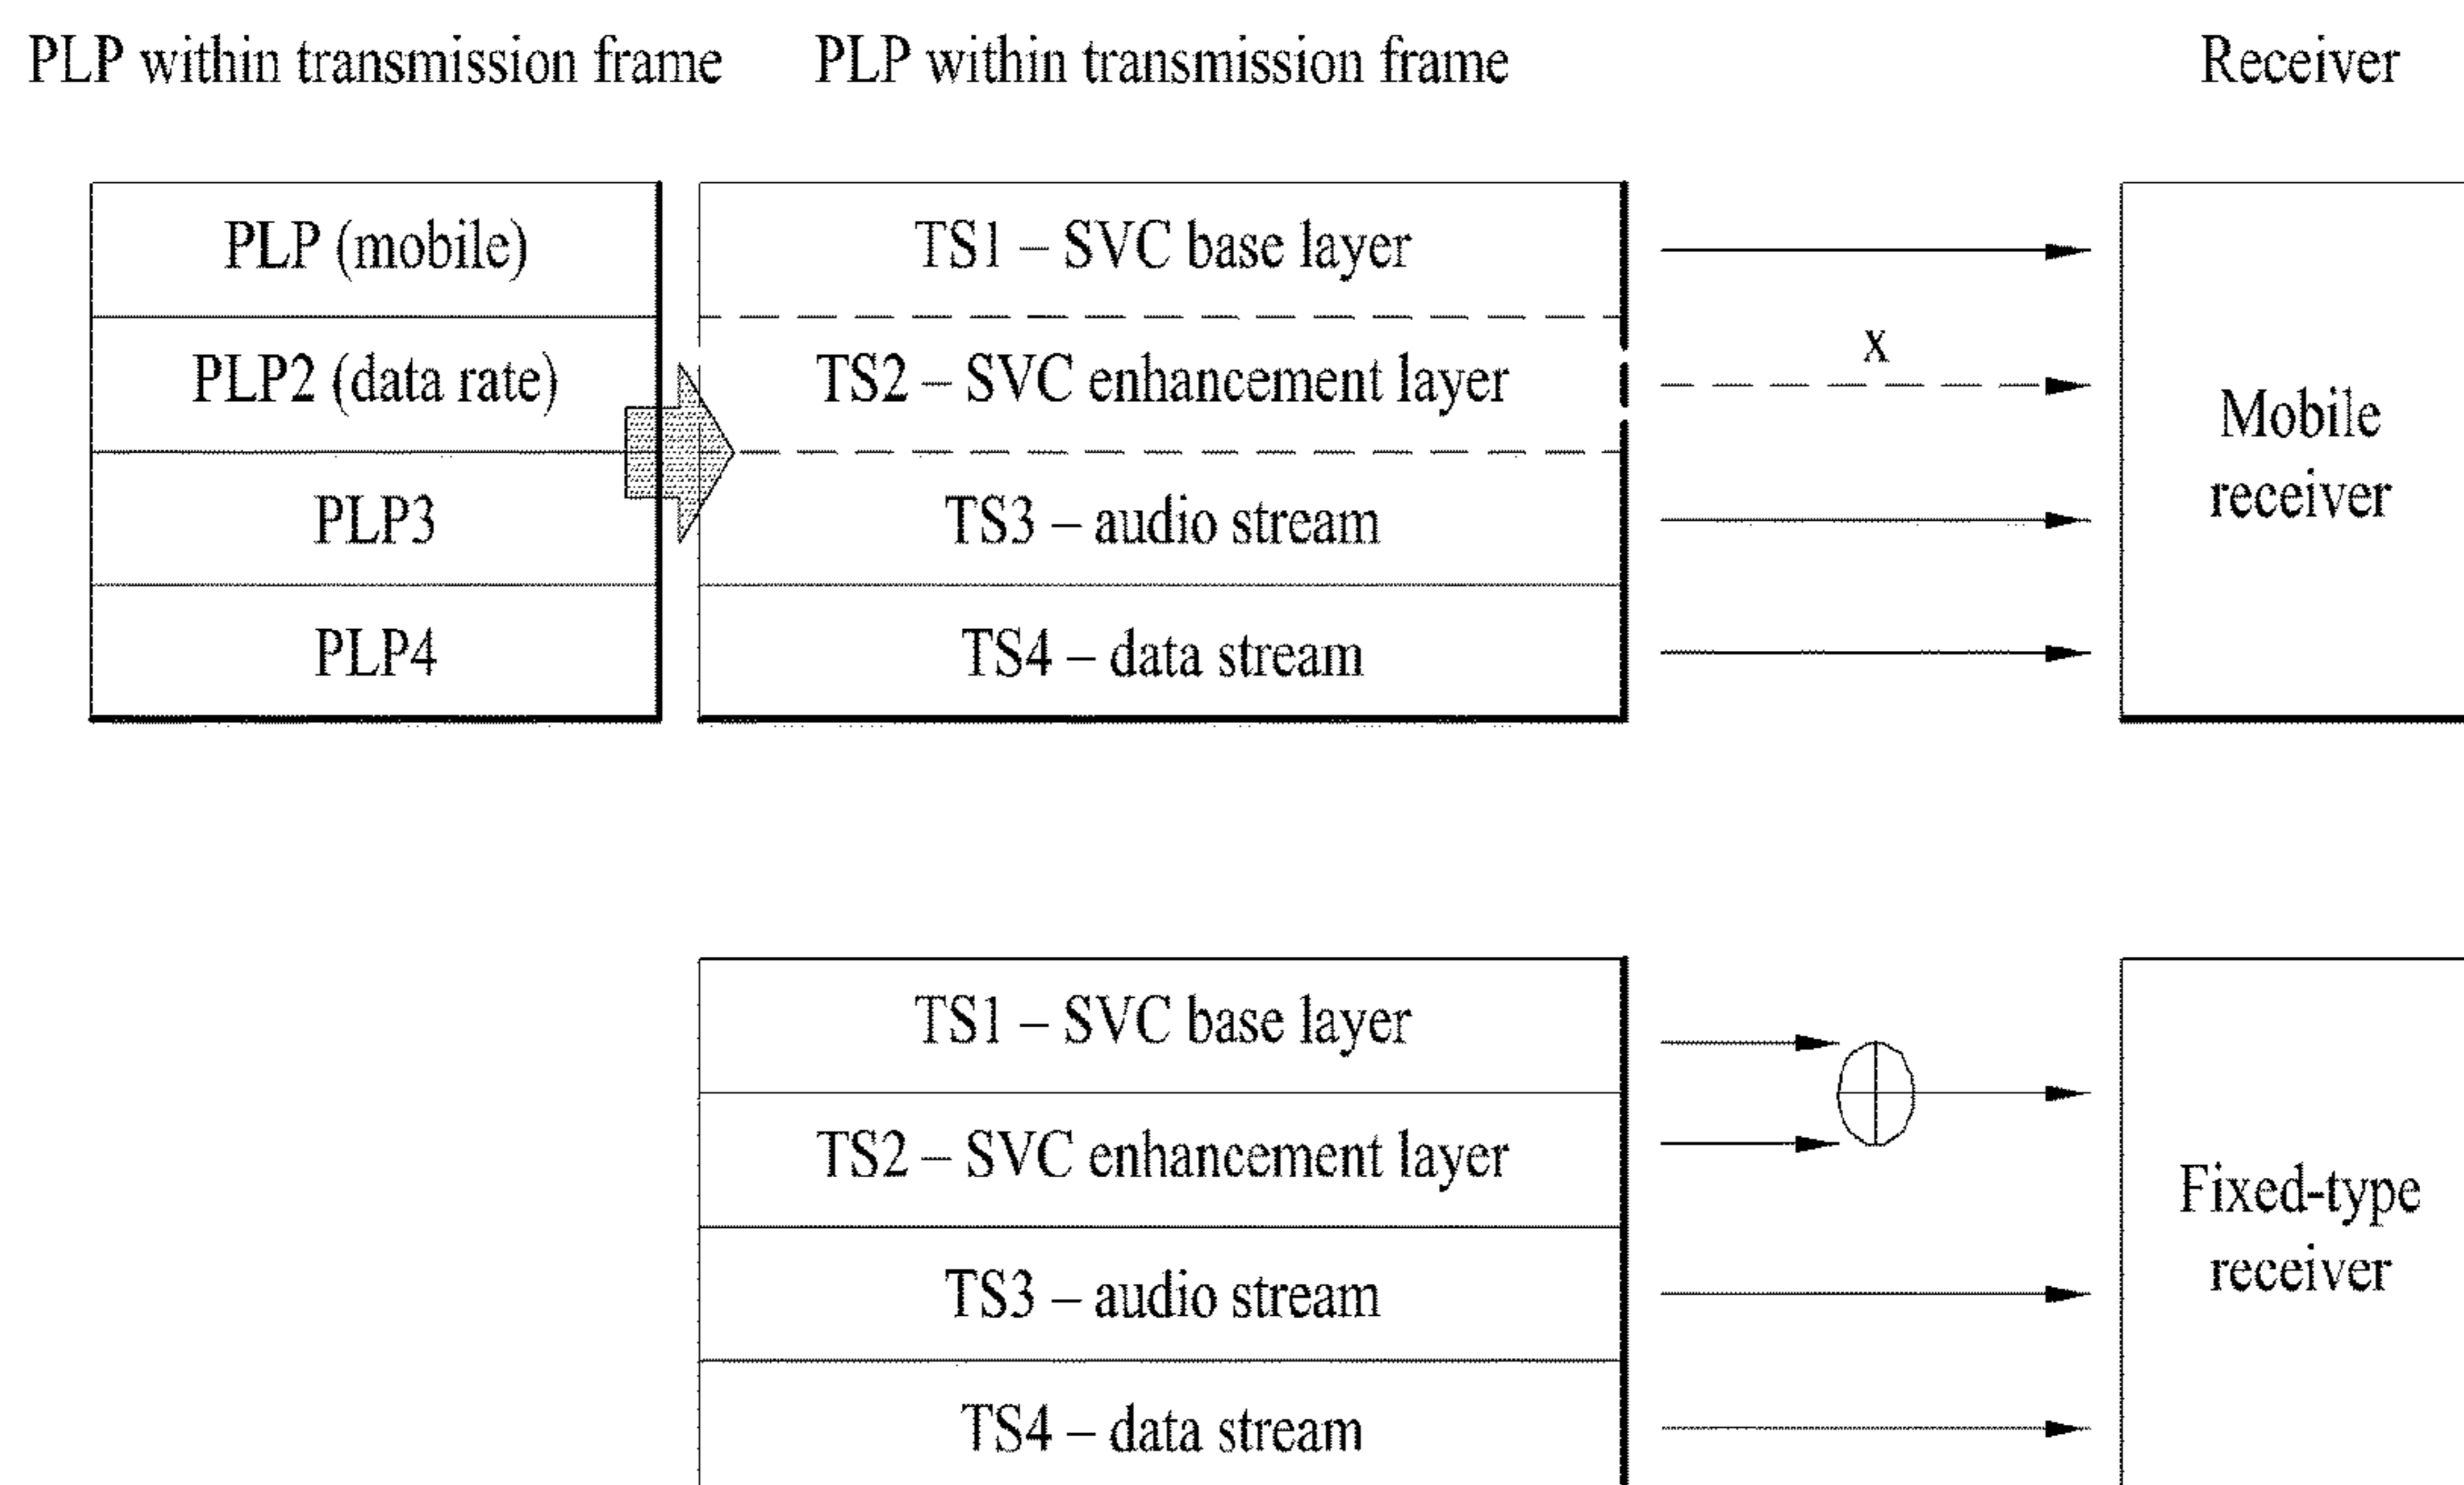 PLP within transmission frame
PLP within transmission frame
Receiver
PLP (mobile)
PLP2 (data rate)
PLP3
PLP4
TS1 – SVC base layer
TS2 – SVC enhancement layer
TS3 – audio stream
TS4 – data stream
x
Mobile
receiver
TS1 – SVC base layer
TS2 – SVC enhancement layer
TS3 – audio stream
TS4 – data stream
Fixed-type
receiver